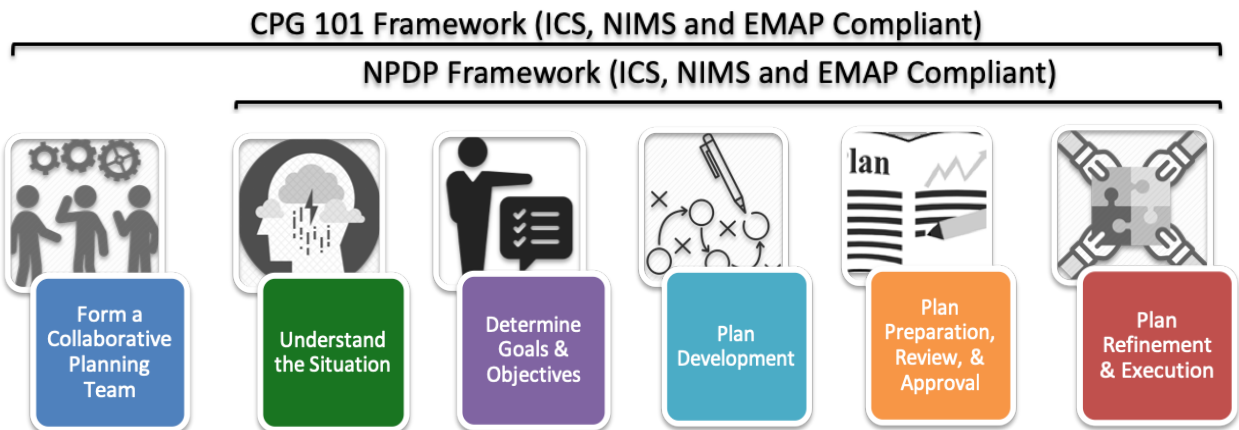 CPG 101 Framework (ICS, NIMS and EMAP Compliant)
NPDP Framework (ICS, NIMS and EMAP Compliant)
lan
Form a
Collaborative
Planning
Team
Understand
the Situation
Determine
Goals &
Objectives
Plan
Development
Plan
Preparation,
Review, &
Approval
Plan
Refinement
& Execution